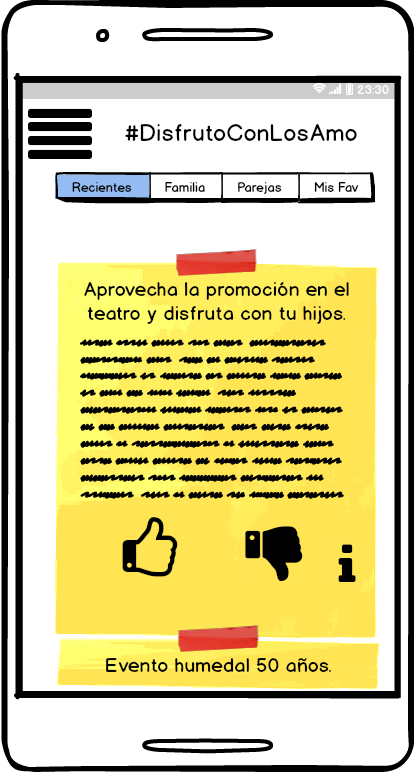 23:30
#DisfrutoConLosAmo
Recientes Familia Parejas Mis Fav
Aprovecha la promoción en el
teatro y disfruta con tu hijos.
i
Evento humedal 50 años.